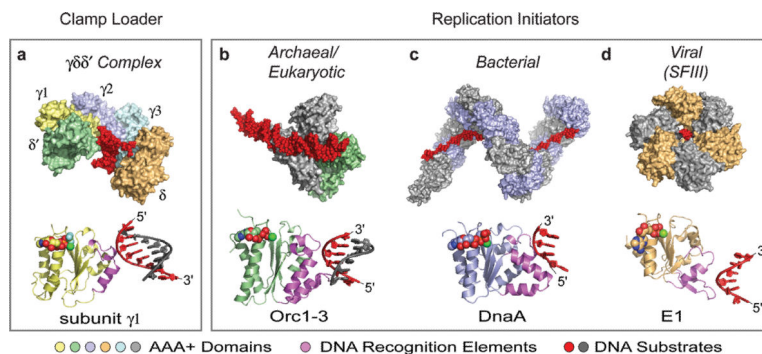 Clamp Loader
Replication Initiators
a
γδδ′ Complex
γ1
γ2
γ3
δ′
δ
5'
3'
subunit γ1
b
Archaeal/
Eukaryotic
3'
5'
Orc1-3
c
Bacterial
3'
5'
DnaA
d
Viral
(SFIII)
3'
5'
E1
AAA+ Domains
DNA Recognition Elements
DNA Substrates